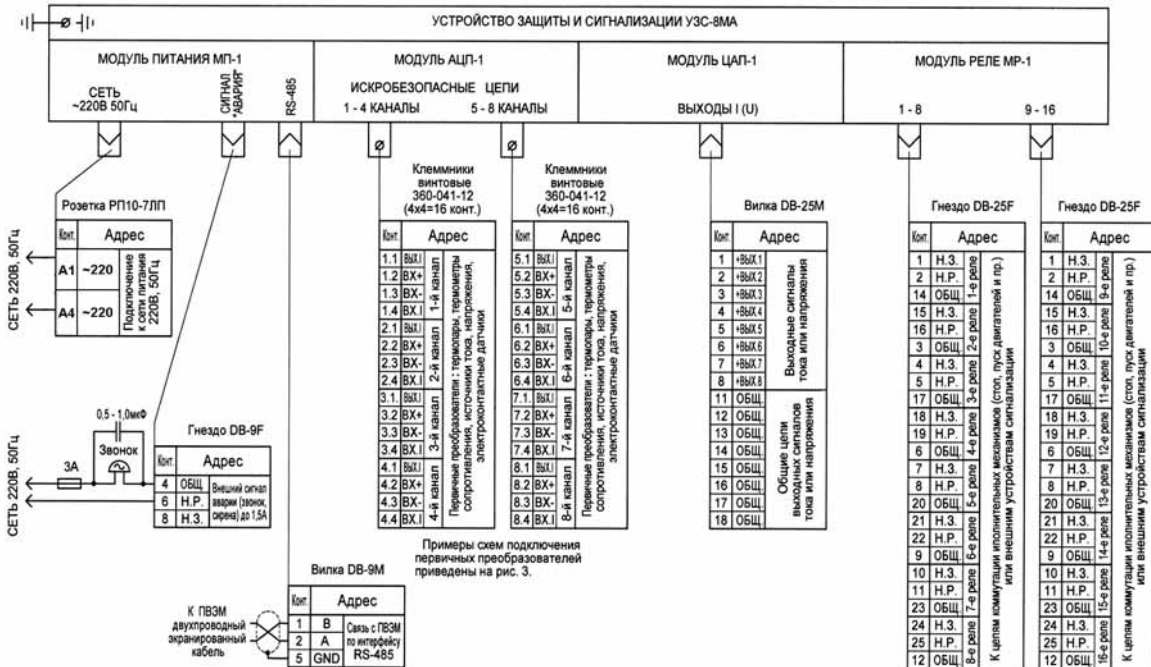 УСТРОЙСТВО ЗАЩИТЫ И СИГНАЛИЗАЦИИ УЗС-8МА
МОДУЛЬ ПИТАНИЯ МП-1
СЕТЬ
~220В 50Гц
СИГНАЛ
"АВАРИЯ"
RS-485
МОДУЛЬ АЦП-1
ИСКРОБЕЗОПАСНЫЕ ЦЕПИ
1 - 4 КАНАЛЫ
5 - 8 КАНАЛЫ
МОДУЛЬ ЦАП-1
ВЫХОДЫ I (U)
МОДУЛЬ РЕЛЕ МР-1
1 - 8
9 - 16
Розетка РП10-7ЛП
Конт. Адрес
А1 ~220
А4 ~220
Подключение
к сети питания
220В, 50Гц
СЕТЬ 220В, 50Гц
0,5 - 1,0мкФ
Звонок
3А
СЕТЬ 220В, 50Гц
Гнездо DB-9F
Конт. Адрес
4 ОБЩ
6 Н.Р.
8 Н.З.
Внешний сигнал
аварии (звонок,
сирена) до 1,5А
Вилка DB-9M
Конт. Адрес
1 В
2 А
5 GND
Связь с ПВЭМ
по интерфейсу
RS-485
К ПВЭМ
двухпроводный
экранированный
кабель
Клеммники
винтовые
360-041-12
(4х4=16 конт.)
Конт. Адрес
1.1 ВЫХ.I
1.2 ВХ+
1.3 ВХ-
1.4 ВХ.I
1-й канал
2.1 ВЫХ.I
2.2 ВХ+
2.3 ВХ-
2.4 ВХ.I
2-й канал
3.1. ВЫХ.I
3.2 ВХ+
3.3 ВХ-
3.4 ВХ.I
3-й канал
4.1 ВЫХ.I
4.2 ВХ+
4.3 ВХ-
4.4 ВХ.I
4-й канал
Первичные преобразователи : термопары, термометры
сопротивления, источники тока, напряжения,
электроконтактные датчики
Клеммники
винтовые
360-041-12
(4х4=16 конт.)
Конт. Адрес
5.1 ВЫХ.I
5.2 ВХ+
5.3 ВХ-
5.4 ВХ.I
5-й канал
6.1 ВЫХ.I
6.2 ВХ+
6.3 ВХ-
6.4 ВХ.I
6-й канал
7.1. ВЫХ.I
7.2 ВХ+
7.3 ВХ-
7.4 ВХ.I
7-й канал
8.1 ВЫХ.I
8.2 ВХ+
8.3 ВХ-
8.4 ВХ.I
8-й канал
Первичные преобразователи : термопары, термометры
сопротивления, источники тока, напряжения,
электроконтактные датчики
Примеры схем подключения
первичных преобразователей
приведены на рис. 3.
Вилка DB-25M
Конт. Адрес
1 +ВЫХ.1
2 +ВЫХ.2
3 +ВЫХ.3
4 +ВЫХ.4
5 +ВЫХ.5
6 +ВЫХ.6
7 +ВЫХ.7
8 +ВЫХ.8
Выходные сигналы
тока или напряжения
11 ОБЩ.
12 ОБЩ.
13 ОБЩ.
14 ОБЩ.
15 ОБЩ.
16 ОБЩ.
17 ОБЩ.
18 ОБЩ.
Общие цепи
выходных сигналов
тока или напряжения
Гнездо DB-25F
Конт. Адрес
1 Н.З.
2 Н.Р.
14 ОБЩ.
1-е реле
15 Н.З.
16 Н.Р.
3 ОБЩ.
2-е реле
4 Н.З.
5 Н.Р.
17 ОБЩ.
3-е реле
18 Н.З.
19 Н.Р.
6 ОБЩ.
4-е реле
7 Н.З.
8 Н.Р.
20 ОБЩ.
5-е реле
21 Н.З.
22 Н.Р.
9 ОБЩ.
6-е реле
10 Н.З.
11 Н.Р.
23 ОБЩ.
7-е реле
24 Н.З.
25 Н.Р.
12 ОБЩ.
8-е реле
К цепям коммутации иполнительных механизмов (стоп, пуск двигателей и пр.)
или внешним устройствам сигнализации
Гнездо DB-25F
Конт. Адрес
1 Н.З.
2 Н.Р.
14 ОБЩ.
9-е реле
15 Н.З.
16 Н.Р.
3 ОБЩ.
10-е реле
4 Н.З.
5 Н.Р.
17 ОБЩ.
11-е реле
18 Н.З.
19 Н.Р.
6 ОБЩ.
12-е реле
7 Н.З.
8 Н.Р.
20 ОБЩ.
13-е реле
21 Н.З.
22 Н.Р.
9 ОБЩ.
14-е реле
10 Н.З.
11 Н.Р.
23 ОБЩ.
15-е реле
24 Н.З.
25 Н.Р.
12 ОБЩ.
16-е реле
К цепям коммутации иполнительных механизмов (стоп, пуск двигателей и пр.)
или внешним устройствам сигнализации